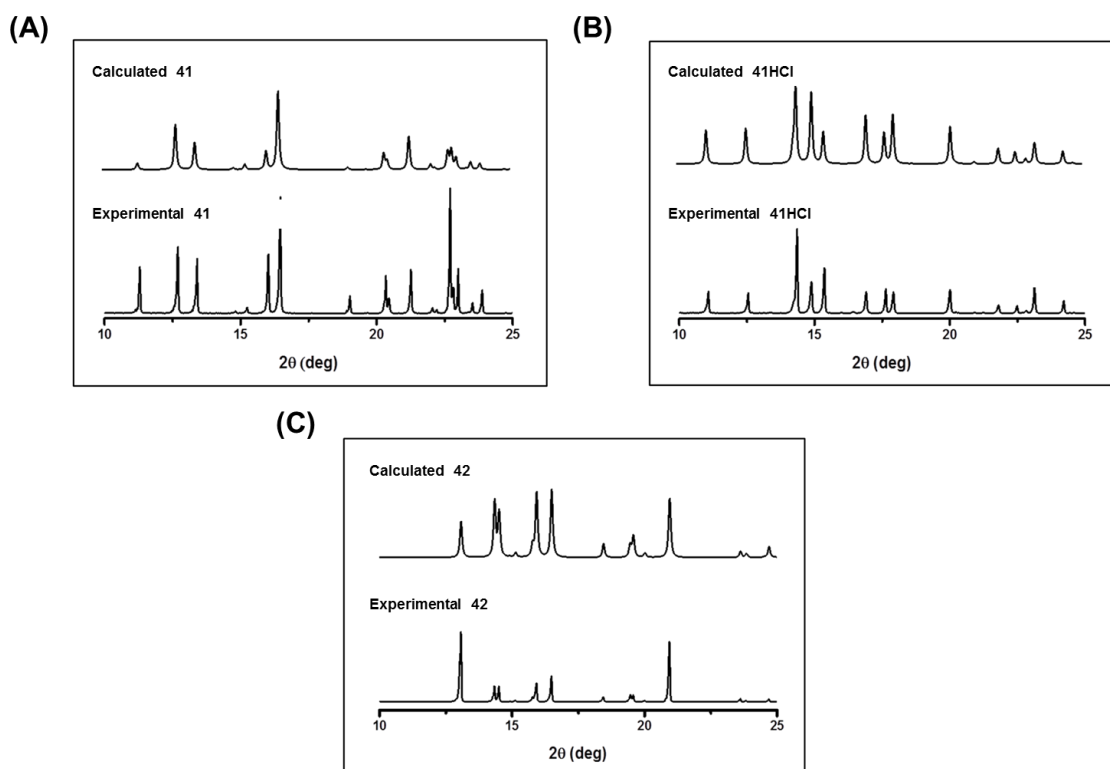 (A)
Calculated 41
Experimental 41
10 15 20 25
2θ (deg)
(B)
Calculated 41HCl
Experimental 41HCl
10 15 20 25
2θ (deg)
(C)
Calculated 42
Experimental 42
10 15 20 25
2θ (deg)